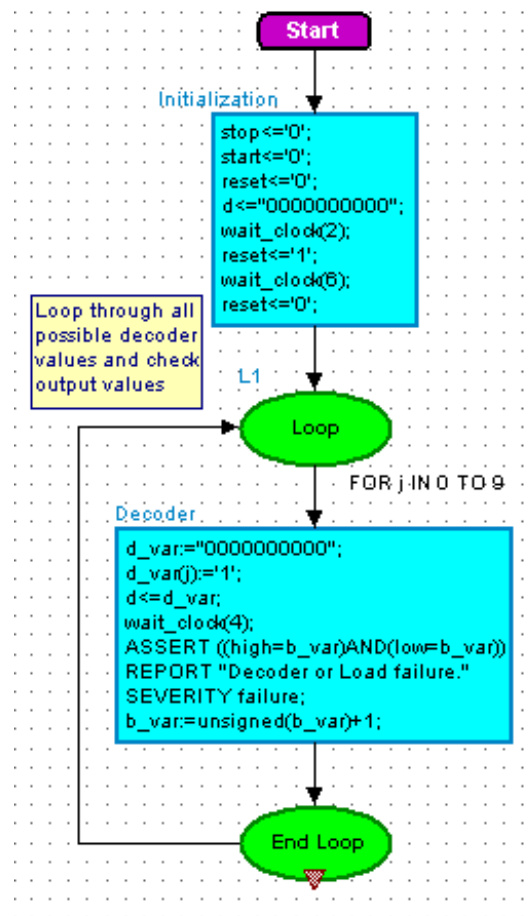 Start
Initialization
stop<='0';
start<='0';
reset<='0';
d<="0000000000";
wait_clock(2);
reset<='1';
wait_clock(6);
reset<='0';
Loop through all
possible decoder
values and check
output values
L1
Loop
FOR j IN 0 TO 9
Decoder
d_var:="0000000000";
d_var(j):='1';
d<=d_var;
wait_clock(4);
ASSERT ((high=b_var)AND(low=b_var))
REPORT "Decoder or Load failure."
SEVERITY failure;
b_var:=unsigned(b_var)+1;
End Loop